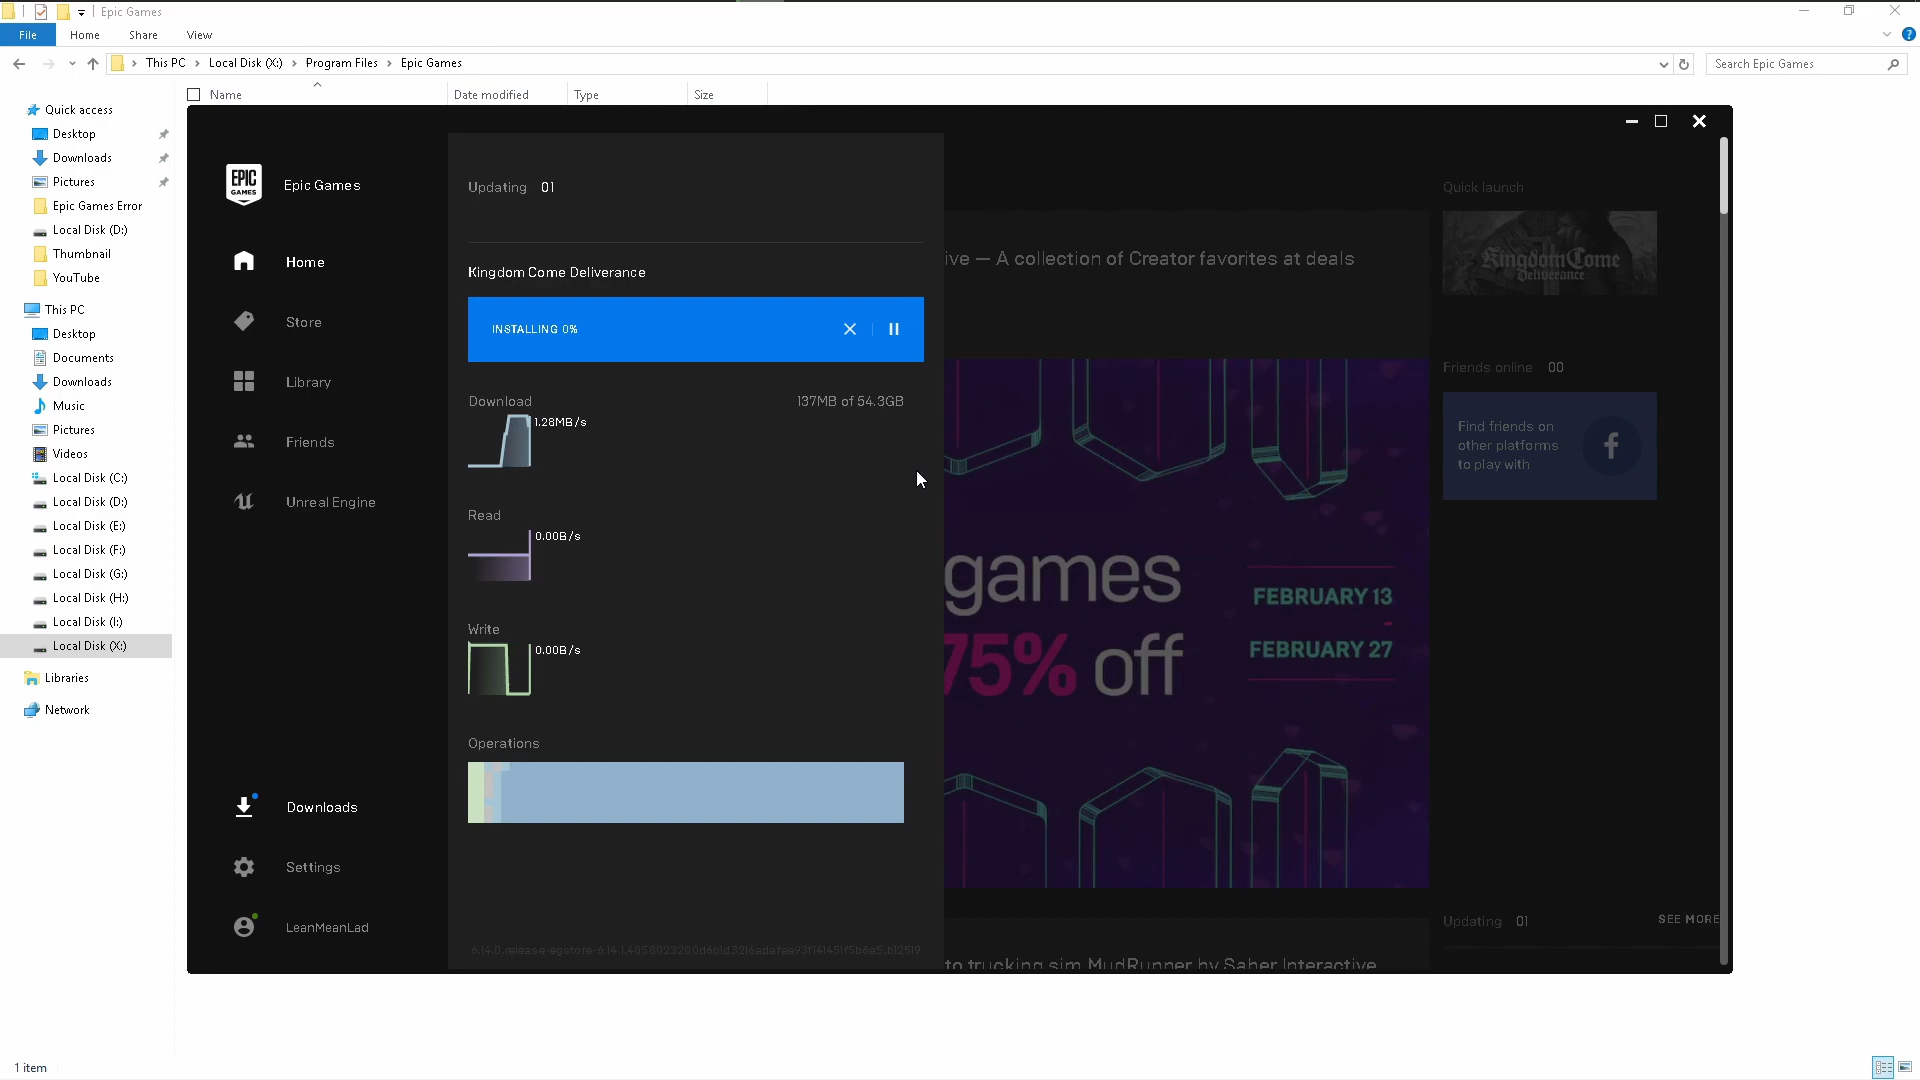 Epic Games
File
Home
Share
View
This PC
Local Disk (X:)
Program Files
Epic Games
Search Epic Games
Name
Date modified
Type
Size
Quick access
Desktop
Downloads
Pictures
Epic Games Error
Local Disk (D:)
Thumbnail
YouTube
This PC
Desktop
Documents
Downloads
Music
Pictures
Videos
Local Disk (C:)
Local Disk (D:)
Local Disk (E:)
Local Disk (F:)
Local Disk (G:)
Local Disk (H:)
Local Disk (I:)
Local Disk (X:)
Libraries
Network
1 item
EPIC
GAMES
Epic Games
Home
Store
Library
Friends
Unreal Engine
Downloads
Settings
LeanMeanLad
Updating 01
Kingdom Come Deliverance
INSTALLING 0%
Download
137MB of 54.3GB
1.28MB/s
Read
0.00B/s
Write
0.00B/s
Operations
ive — A collection of Creator favorites at deals
games
75% off
FEBRUARY 13
-
FEBRUARY 27
to trucking sim MudRunner by Saber Interactive
Quick launch
Kingdom Come
Deliverance
Friends online 00
Find friends on
other platforms
to play with
Updating 01
SEE MORE